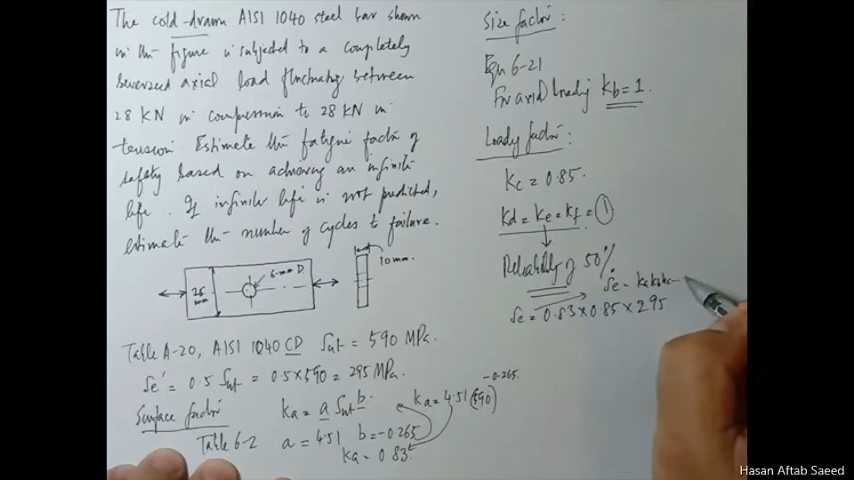 The cold-drawn AISI 1040 steel bar shown
in the figure is subjected to a completely
reversed axial load fluctuating between
28 KN in compression to 28 KN in
tension. Estimate the fatigue factor of
safety based on achieving an infinite
life. If infinite life is not predicted,
estimate the number of cycles to failure.
6-mm D
25
mm
10mm.
Table A-20, AISI 1040 CD Sut = 590 MPa.
Se' = 0.5 Sut = 0.5x590 = 295 MPa.
Surface factor
ka = a Sut b.
ka = 4.51 (590) -0.265.
Table 6-2 a = 4.51 b = -0.265
ka = 0.83
Size factor:
Eqn 6-21
For axial loading kb = 1.
Loadg factor:
kc = 0.85.
kd = ke = kf = 1
Reliability of 50%
Se = kakbkc--
Se = 0.83 x 0.85 x 295
Hasan Aftab Saeed